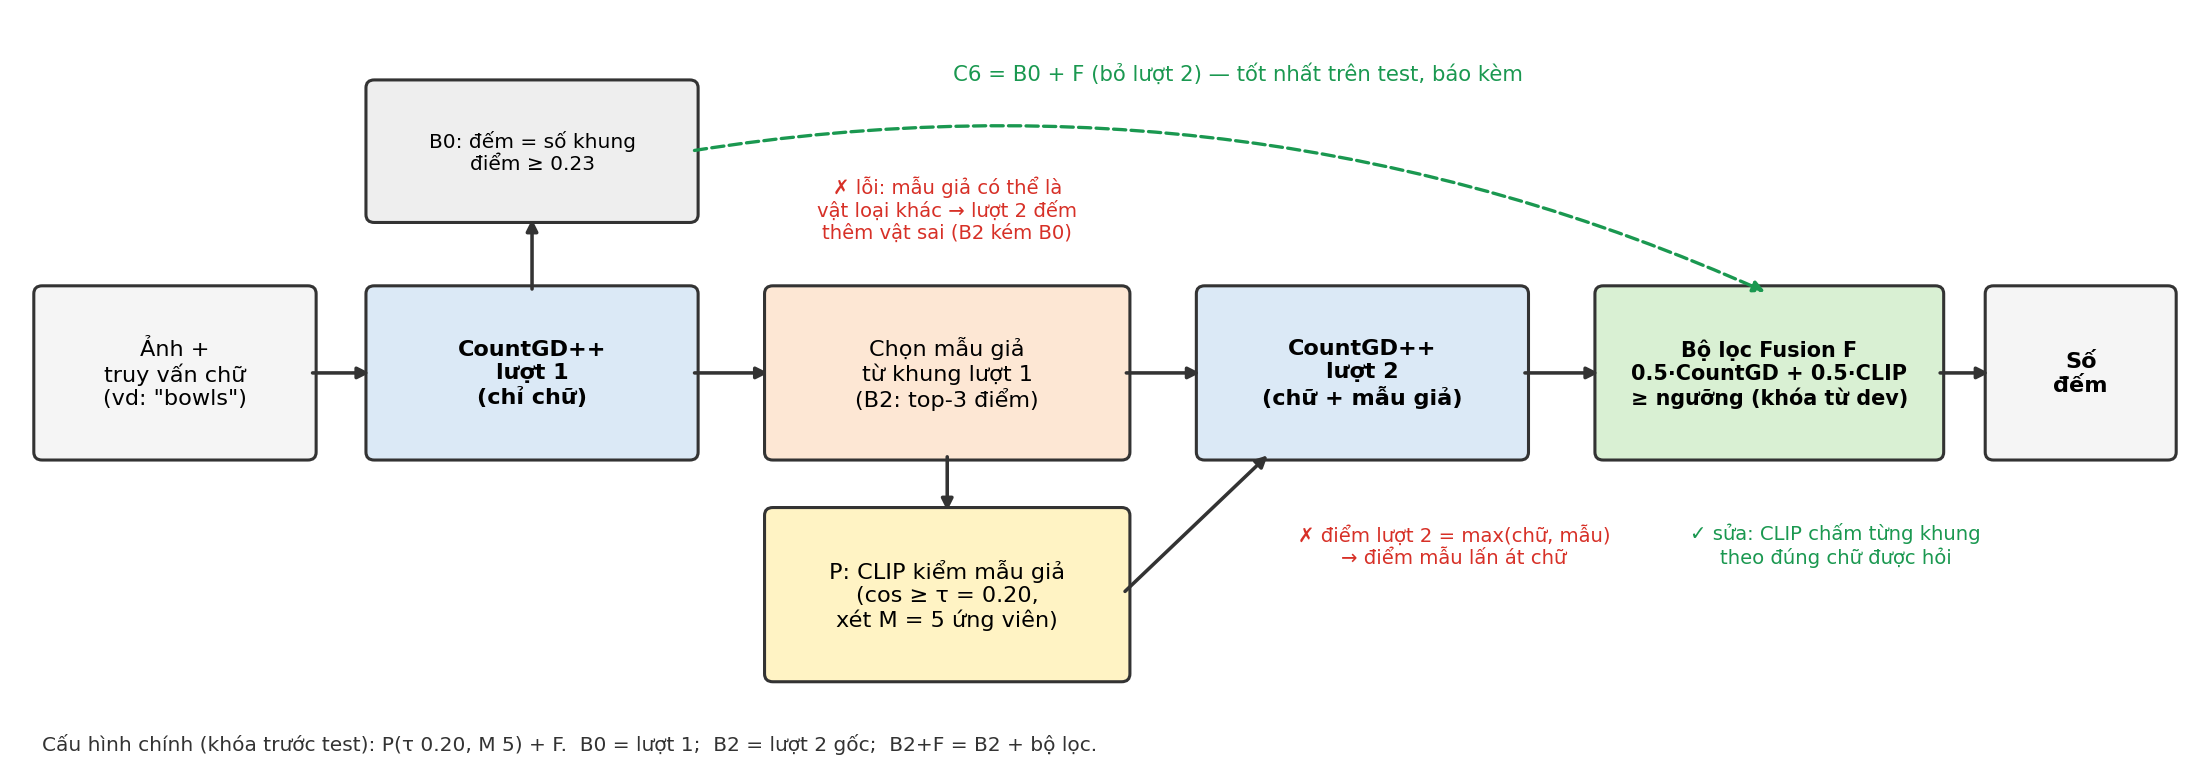 C6 = B0 + F (bỏ lượt 2) — tốt nhất trên test, báo kèm
B0: đếm = số khung
điểm ≥ 0.23
✗ lỗi: mẫu giả có thể là
vật loại khác → lượt 2 đếm
thêm vật sai (B2 kém B0)
Ảnh +
truy vấn chữ
(vd: "bowls")
CountGD++
lượt 1
(chỉ chữ)
Chọn mẫu giả
từ khung lượt 1
(B2: top-3 điểm)
CountGD++
lượt 2
(chữ + mẫu giả)
Bộ lọc Fusion F
0.5·CountGD + 0.5·CLIP
≥ ngưỡng (khóa từ dev)
Số
đếm
P: CLIP kiểm mẫu giả
(cos ≥ τ = 0.20,
xét M = 5 ứng viên)
✗ điểm lượt 2 = max(chữ, mẫu)
→ điểm mẫu lấn át chữ
✓ sửa: CLIP chấm từng khung
theo đúng chữ được hỏi
Cấu hình chính (khóa trước test): P(τ 0.20, M 5) + F.  B0 = lượt 1;  B2 = lượt 2 gốc;  B2+F = B2 + bộ lọc.